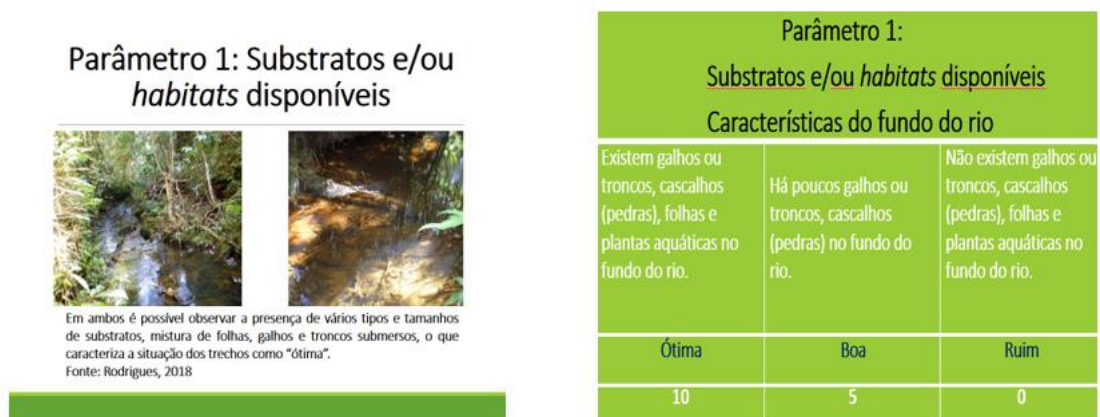 Parâmetro 1: Substratos e/ou
habitats disponíveis
Em ambos é possível observar a presença de vários tipos e tamanhos
de substratos, mistura de folhas, galhos e troncos submersos, o que
caracteriza a situação dos trechos como “ótima”.
Fonte: Rodrigues, 2018
Parâmetro 1:
Substratos e/ou habitats disponíveis
Características do fundo do rio
Existem galhos ou
troncos, cascalhos
(pedras), folhas e
plantas aquáticas no
fundo do rio.
Há poucos galhos ou
troncos, cascalhos
(pedras) no fundo do
rio.
Não existem galhos ou
troncos, cascalhos
(pedras), folhas e
plantas aquáticas no
fundo do rio.
Ótima
Boa
Ruim
10
5
0